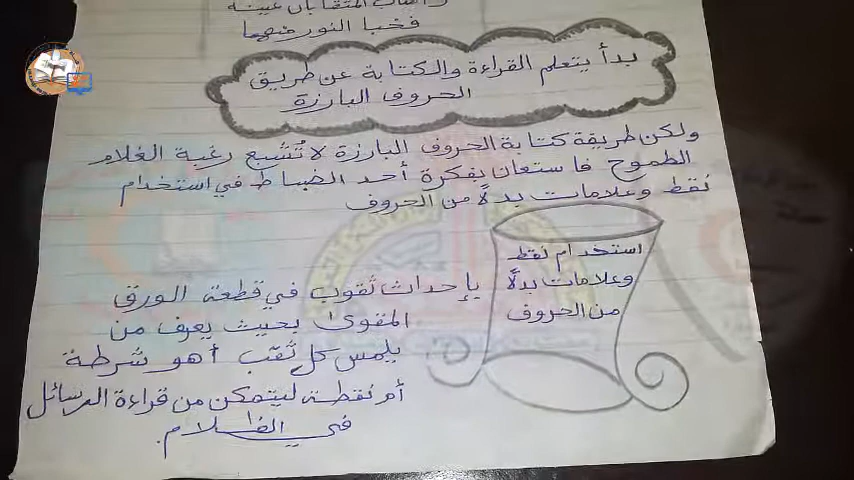 فخبا النور منهما
بدأ يتعلم القراءة والكتابة عن طريق
الحروف البارزة
ولكن طريقة كتابة الحروف البارزة لا تُشبع رغبة الغلام
الطموح فاستعان بفكرة أحد الضباط في استخدام
نقط وعلامات بدلاً من الحروف
استخدام نقط
وعلامات بدلاً
من الحروف
بإحداث ثقوب في قطعة الورق
المقوى بحيث يعرف من
يلمس كل ثقب أهو شرطة
أم نقطة ليتمكن من قراءة الرسائل
في الظلام.